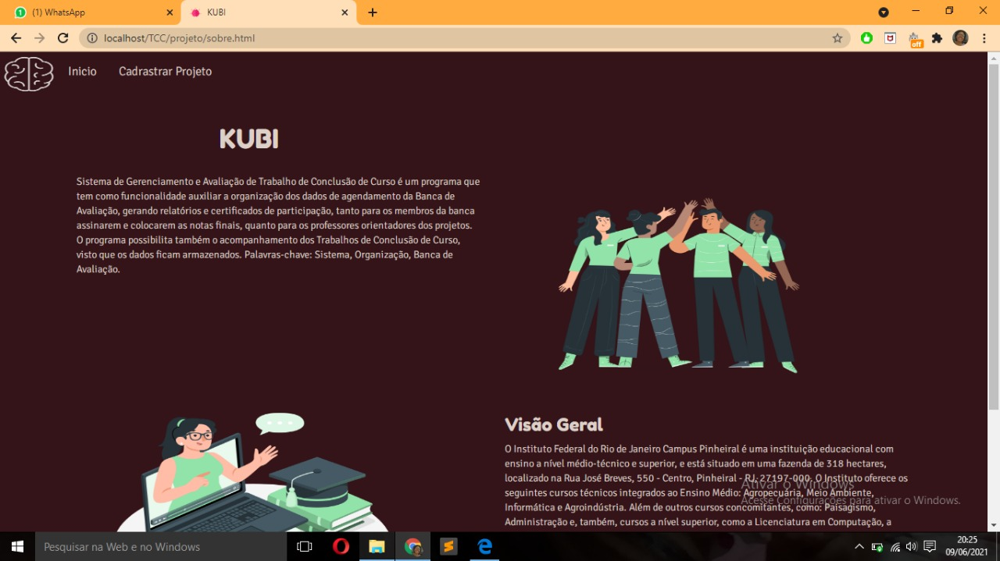 (1) WhatsApp
KUBI
localhost/TCC/projeto/sobre.html
off
Inicio
Cadrastrar Projeto
KUBI
Sistema de Gerenciamento e Avaliação de Trabalho de Conclusão de Curso é um programa que
tem como funcionalidade auxiliar a organização dos dados de agendamento da Banca de
Avaliação, gerando relatórios e certificados de participação, tanto para os membros da banca
assinarem e colocarem as notas finais, quanto para os professores orientadores dos projetos.
O programa possibilita também o acompanhamento dos Trabalhos de Conclusão de Curso,
visto que os dados ficam armazenados. Palavras-chave: Sistema, Organização, Banca de
Avaliação.
Visão Geral
O Instituto Federal do Rio de Janeiro Campus Pinheiral é uma instituição educacional com
ensino a nível médio-técnico e superior, e está situado em uma fazenda de 318 hectares,
localizado na Rua José Breves, 550 - Centro, Pinheiral - RJ, 27197-000. O Instituto oferece os
seguintes cursos técnicos integrados ao Ensino Médio: Agropecuária, Meio Ambiente,
Informática e Agroindústria. Além de outros cursos concomitantes, como: Paisagismo,
Administração e, também, cursos a nível superior, como a Licenciatura em Computação, a
Ativar o Windows
Acesse Configurações para ativar o Windows.
Pesquisar na Web e no Windows
20:25
09/06/2021